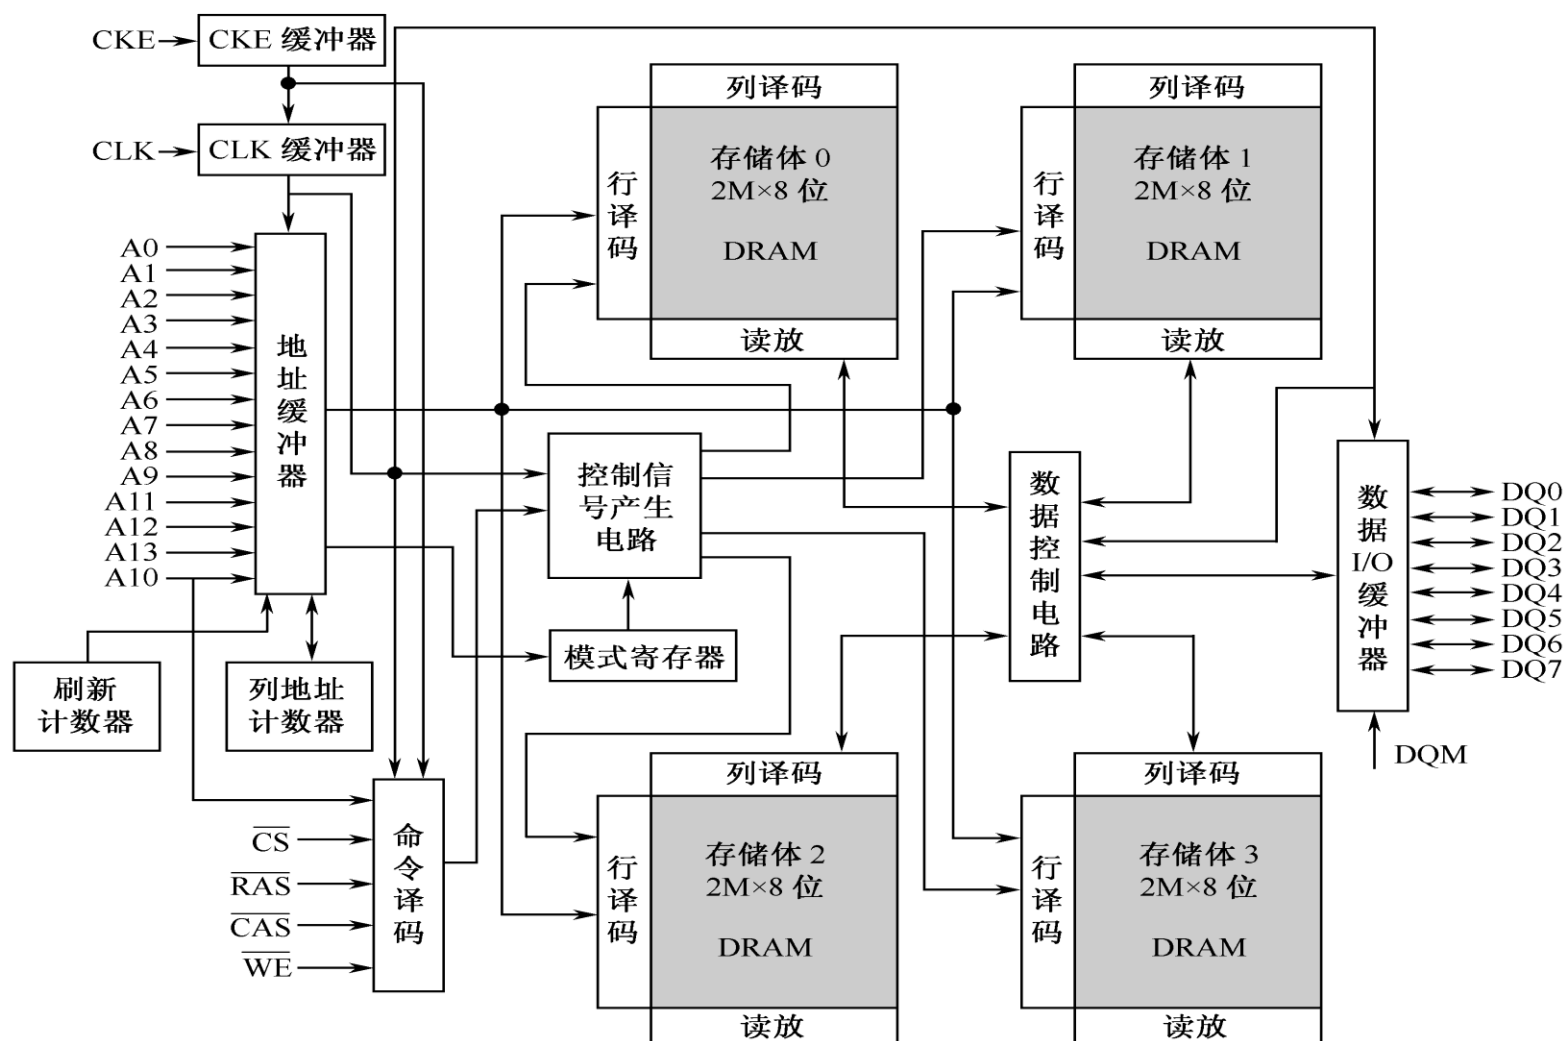 CKE
CKE 缓冲器
CLK
CLK 缓冲器
A0
A1
A2
A3
A4
A5
A6
A7
A8
A9
A11
A12
A13
A10
地址缓冲器
刷新
计数器
列地址
计数器
C̅S̅
R̅A̅S̅
C̅A̅S̅
W̅E̅
命令译码
控制信
号产生
电路
模式寄存器
列译码
行译码
存储体 0
2M×8 位
DRAM
读放
列译码
行译码
存储体 1
2M×8 位
DRAM
读放
列译码
行译码
存储体 2
2M×8 位
DRAM
读放
列译码
行译码
存储体 3
2M×8 位
DRAM
读放
数据控制电路
数据I/O缓冲器
DQ0
DQ1
DQ2
DQ3
DQ4
DQ5
DQ6
DQ7
DQM